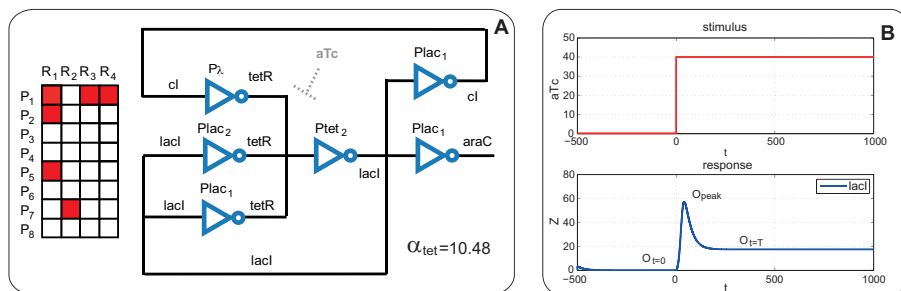 A
R1 R2 R3 R4
P1
P2
P3
P4
P5
P6
P7
P8
aTc
Pλ
tetR
cI
Plac1
cI
Plac2
lacI
tetR
Ptet2
lacI
Plac1
araC
Plac1
lacI
tetR
lacI
αtet=10.48
B
stimulus
50
40
30
20
10
0
aTc
−500
0
500
1000
t
response
80
60
40
20
0
Z
Opeak
lacI
Ot=0
Ot=T
−500
0
500
1000
t